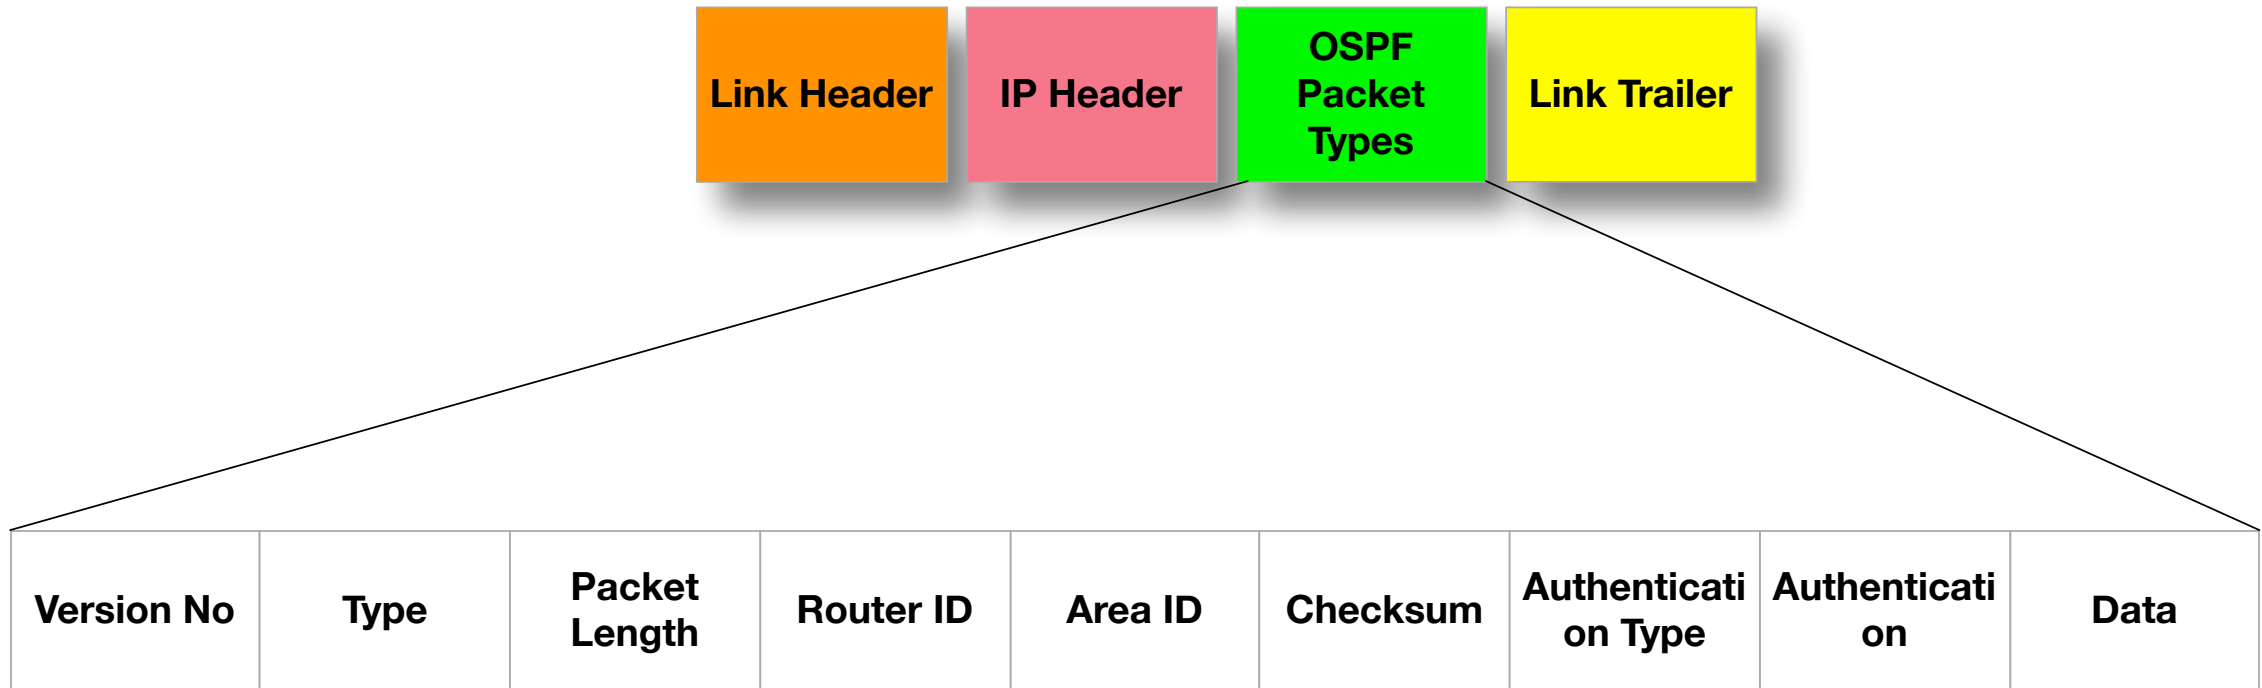 Link Header
IP Header
OSPF
Packet
Types
Link Trailer
Version No
Type
Packet
Length
Router ID
Area ID
Checksum
Authenticati
on Type
Authenticati
on
Data